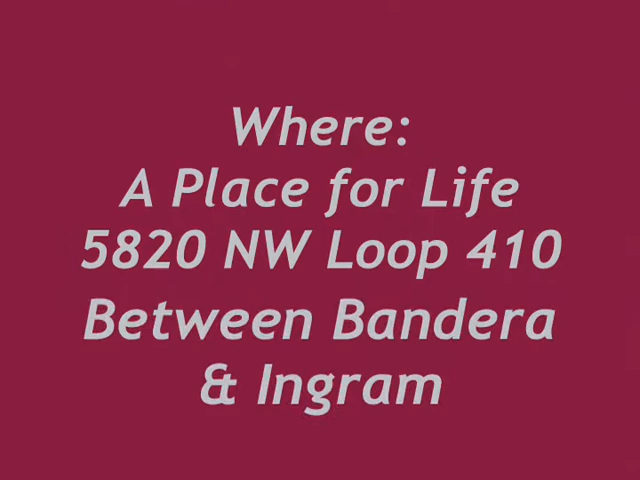 Where:
A Place for Life
5820 NW Loop 410
Between Bandera
& Ingram